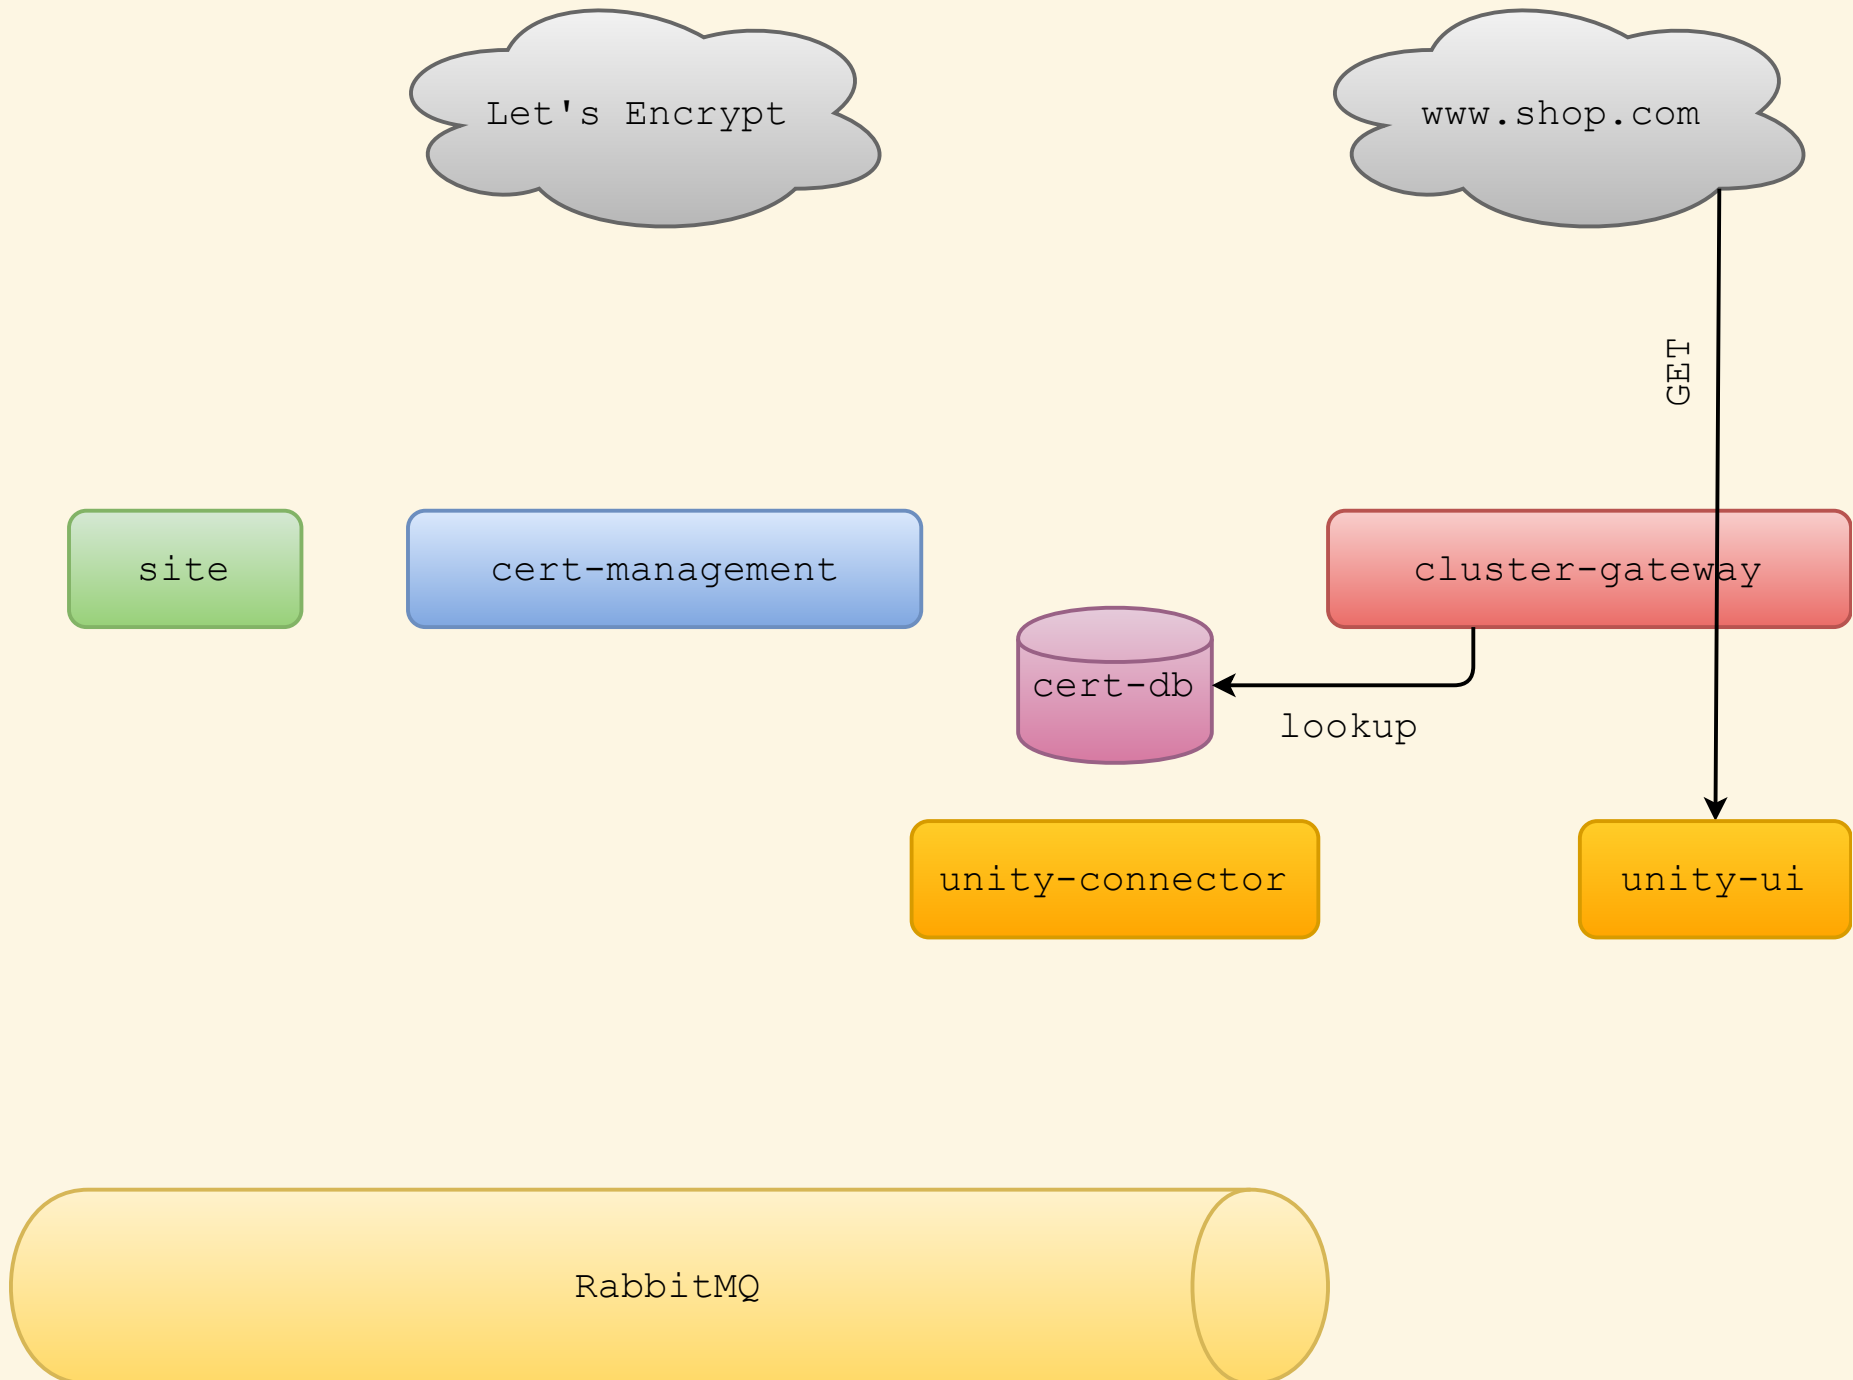 Let's Encrypt
www.shop.com
GET
site
cert-management
cluster-gateway
cert-db
lookup
unity-connector
unity-ui
RabbitMQ